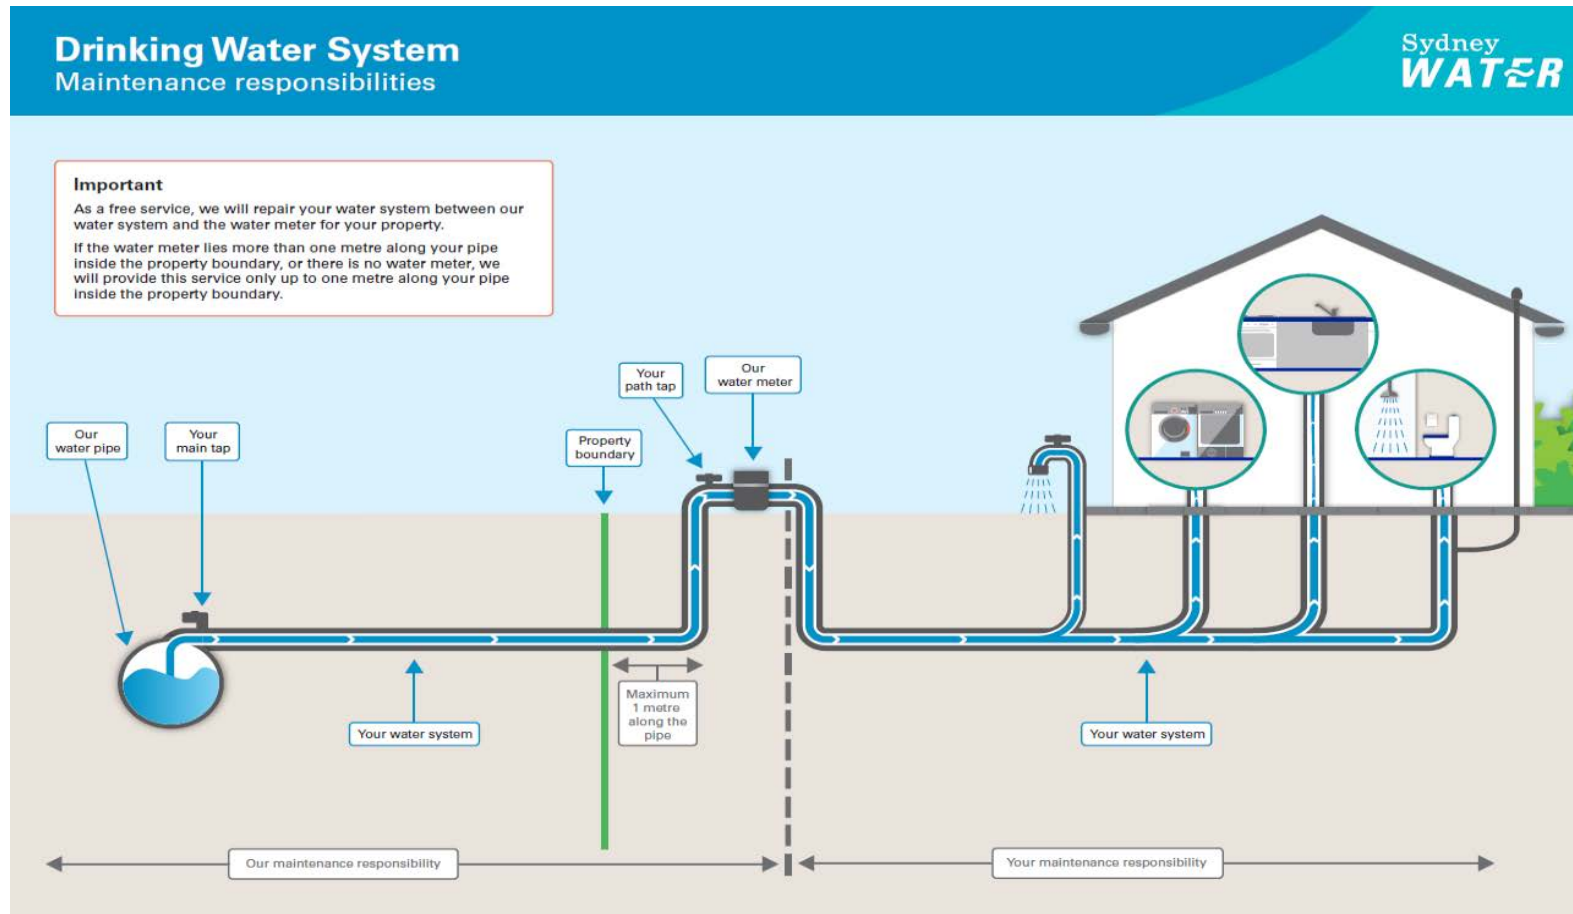 Drinking Water System
Maintenance responsibilities
Sydney
WATER
Important
As a free service, we will repair your water system between our
water system and the water meter for your property.
If the water meter lies more than one metre along your pipe
inside the property boundary, or there is no water meter, we
will provide this service only up to one metre along your pipe
inside the property boundary.
Our
water pipe
Your
main tap
Property
boundary
Your
path tap
Our
water meter
Maximum
1 metre
along the
pipe
Your water system
Your water system
Our maintenance responsibility
Your maintenance responsibility